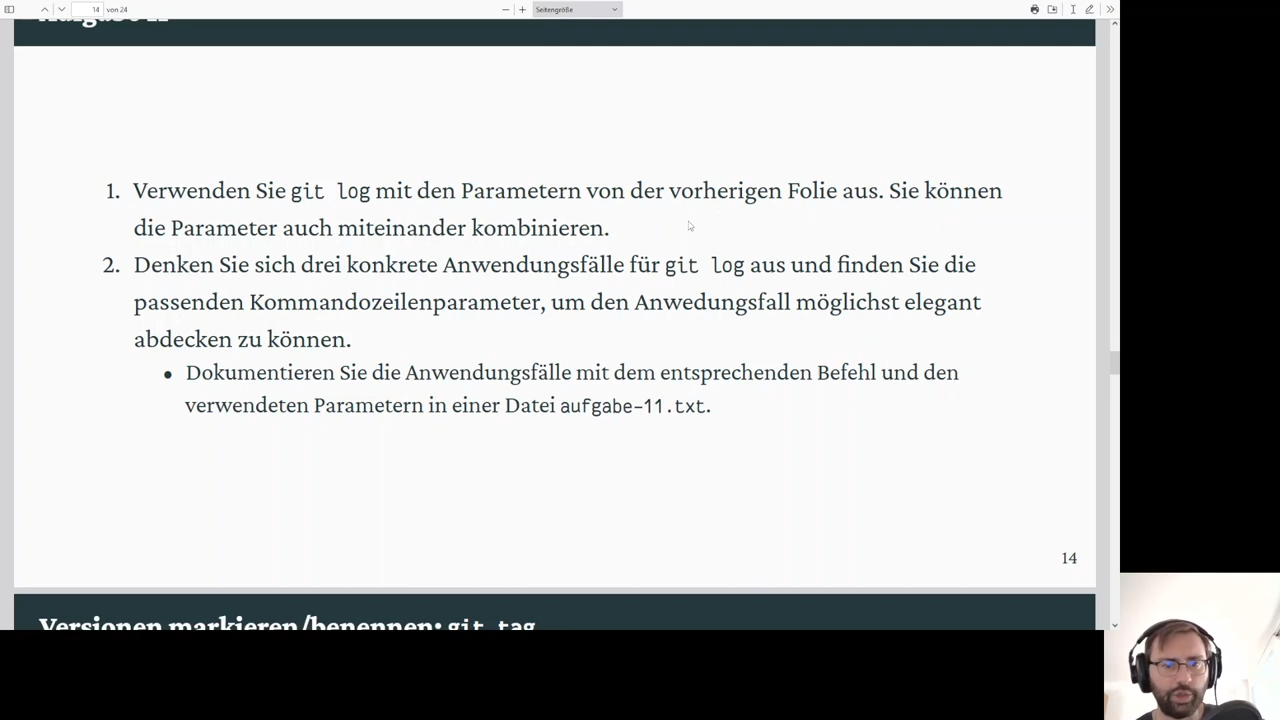 14 von 24
Seitengröße
Aufgabe 11
1. Verwenden Sie git log mit den Parametern von der vorherigen Folie aus. Sie können
die Parameter auch miteinander kombinieren.
2. Denken Sie sich drei konkrete Anwendungsfälle für git log aus und finden Sie die
passenden Kommandozeilenparameter, um den Anwedungsfall möglichst elegant
abdecken zu können.
• Dokumentieren Sie die Anwendungsfälle mit dem entsprechenden Befehl und den
verwendeten Parametern in einer Datei aufgabe-11.txt.
14
Versionen markieren/benennen: git tag